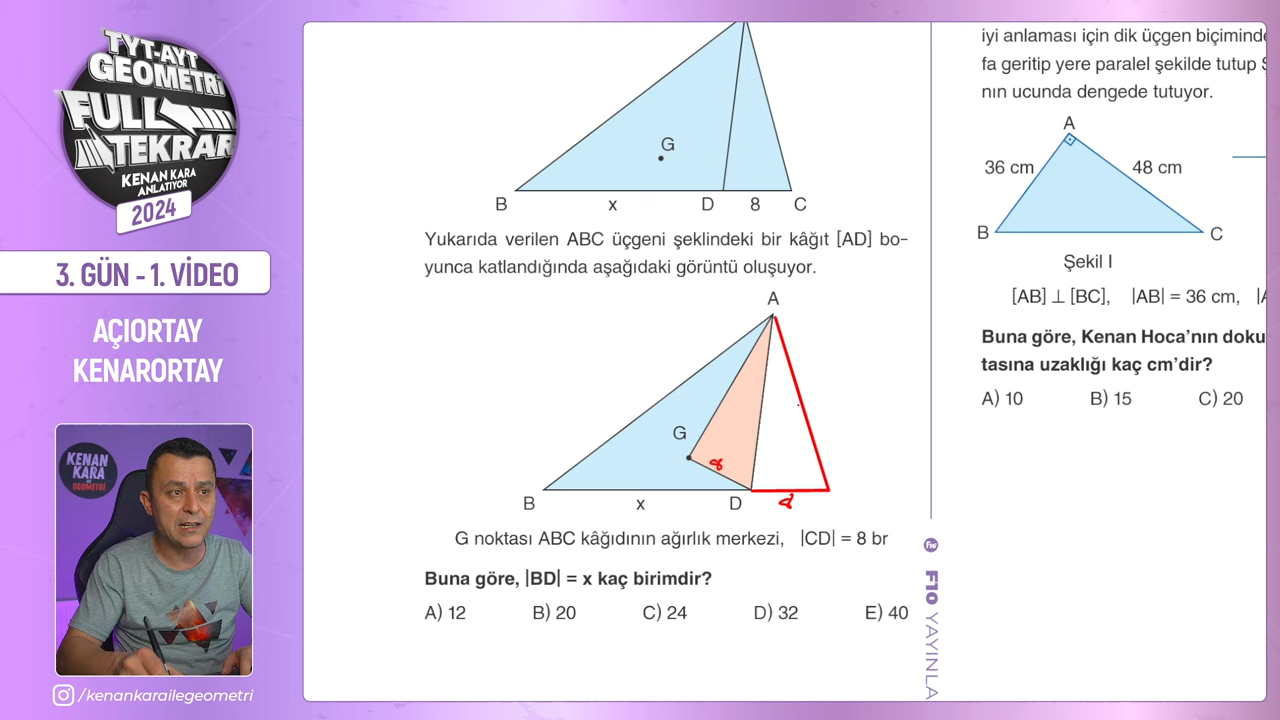 TYT-AYT
GEOMETRİ
FULL
TEKRAR
KENAN KARA
ANLATIYOR
2024
3. GÜN - 1. VİDEO
AÇIORTAY
KENARORTAY
KENAN
KARA
GEOMETRİ
/kenankarailegeometri
G
B
x
D
8
C
Yukarıda verilen ABC üçgeni şeklindeki bir kâğıt [AD] bo-
yunca katlandığında aşağıdaki görüntü oluşuyor.
A
G
8
B
x
D
8
G noktası ABC kâğıdının ağırlık merkezi, |CD| = 8 br
Buna göre, |BD| = x kaç birimdir?
A) 12 B) 20 C) 24 D) 32 E) 40
F10
F10 YAYINLA
iyi anlaması için dik üçgen biçiminde
fa geritip yere paralel şekilde tutup
nın ucunda dengede tutuyor.
A
36 cm
48 cm
B
C
Şekil I
[AB] ⊥ [BC], |AB| = 36 cm,
Buna göre, Kenan Hoca'nın doku
tasına uzaklığı kaç cm'dir?
A) 10 B) 15 C) 20